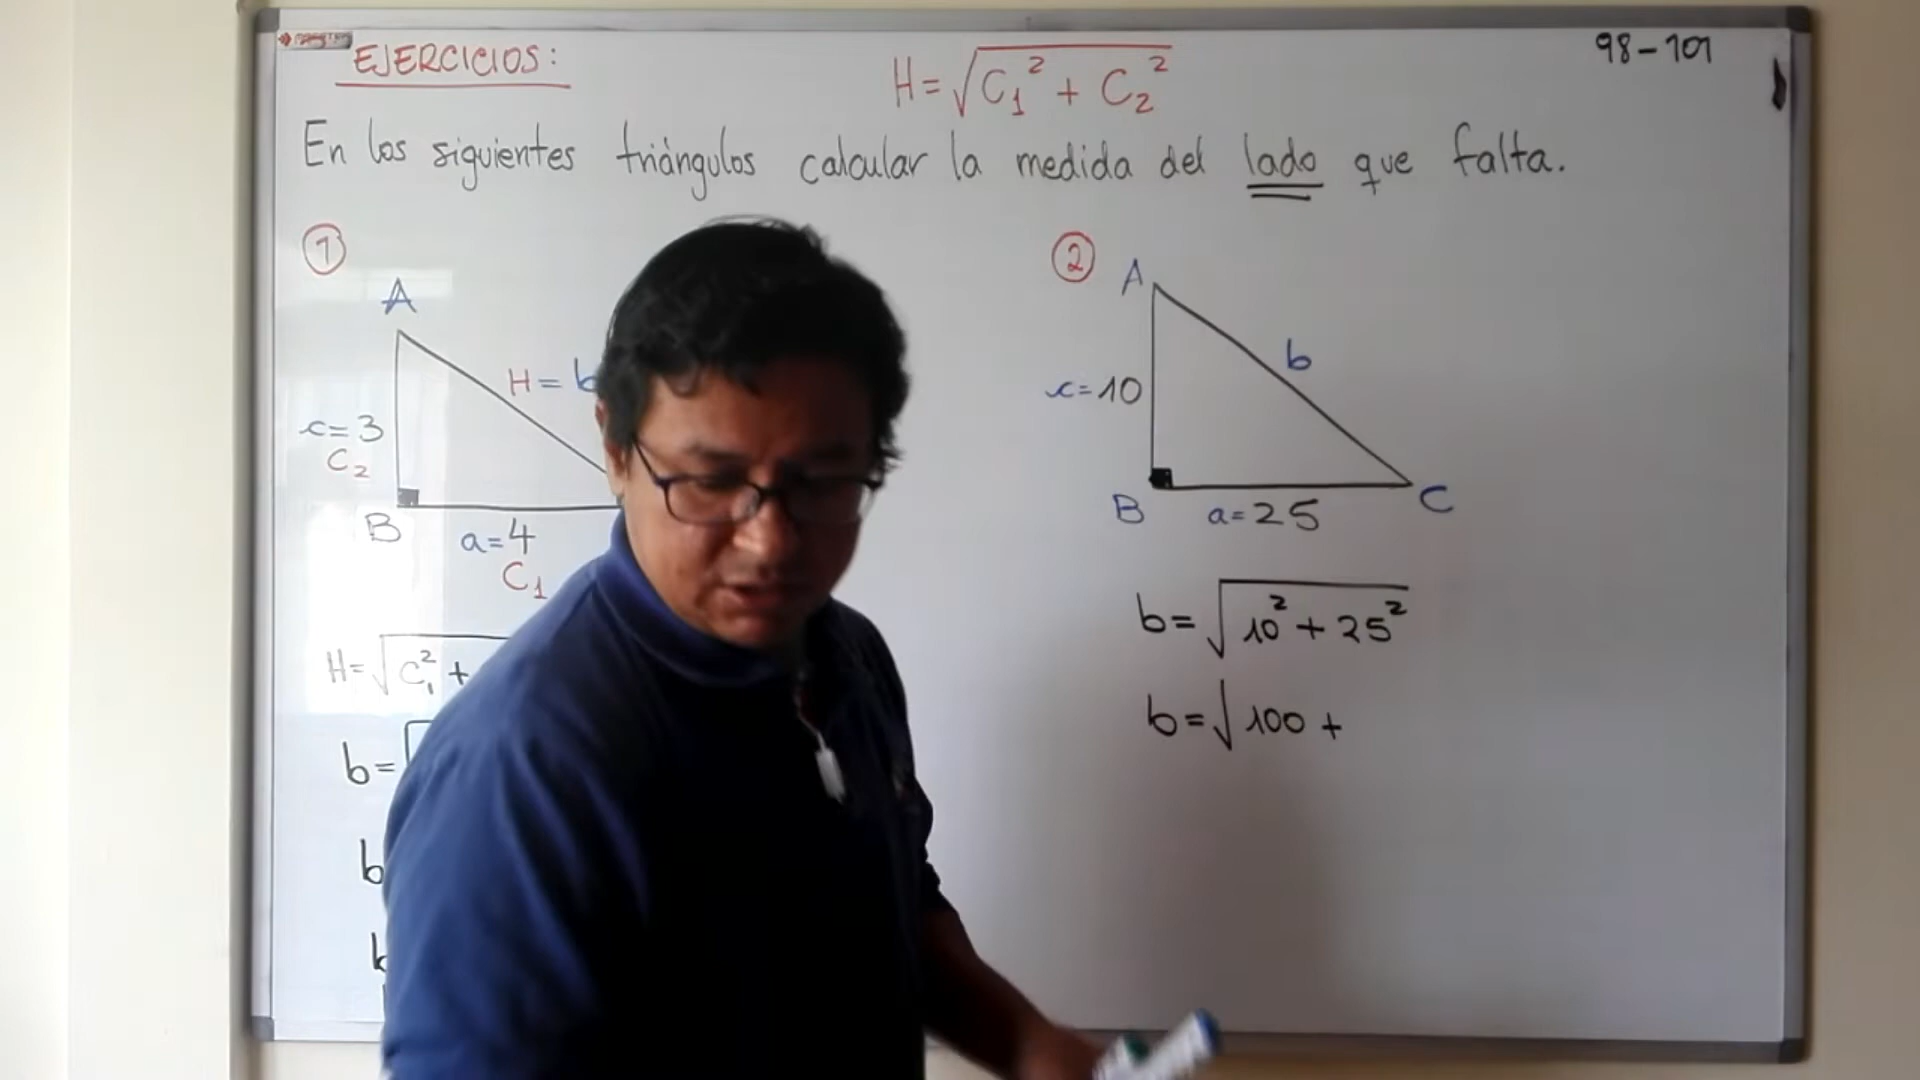 EJERCICIOS:
H=√C₁² + C₂²
98-101
En los siguientes triángulos calcular la medida del lado que falta.
1
A
H= b
c=3
C₂
B
a=4
C₁
H=√C₁² +
b=
b
b
2
A
b
c=10
B
a=25
C
b=√10² + 25²
b=√100 +